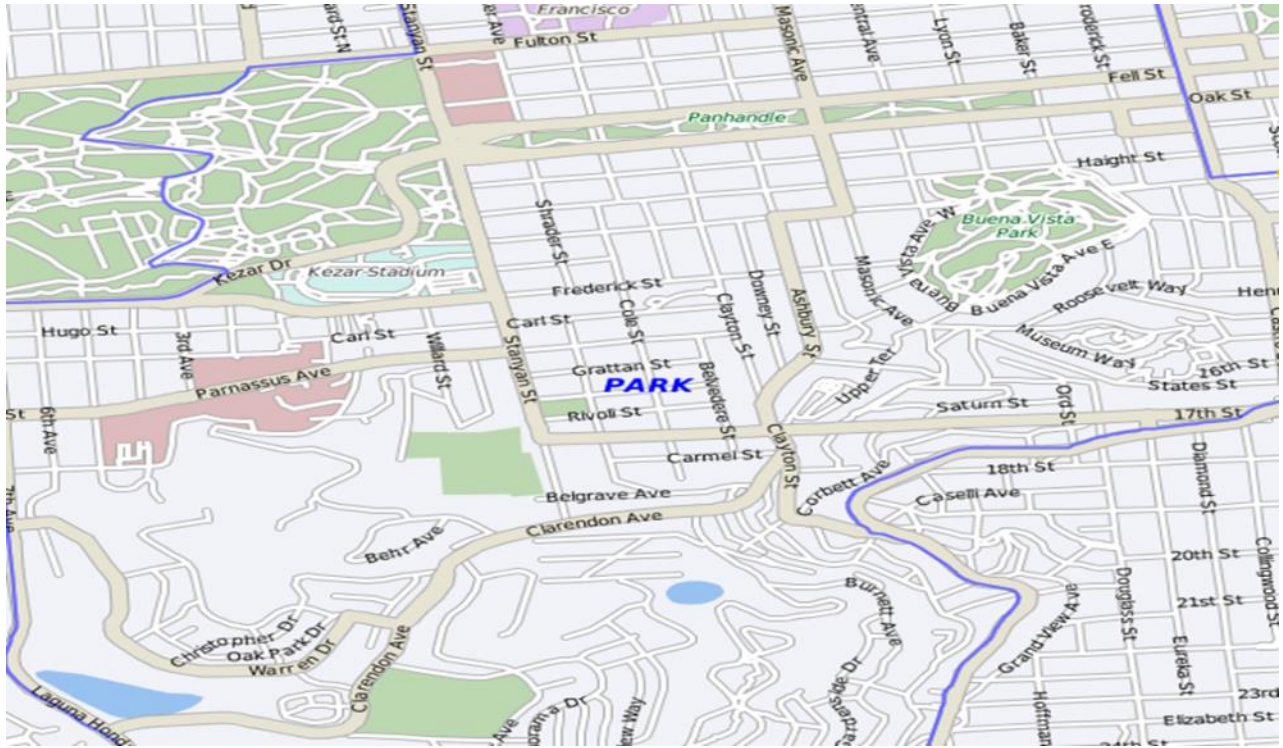 Francisco
Fulton St
Stanyan St
Masonic Ave
Lyon St
Baker St
Fell St
Oak St
Panhandle
Haight St
Buena Vista
Park
Buena Vista Ave W
Buena Vista Ave E
Shrader St
Kezar Dr
Kezar Stadium
Frederick St
Downey St
Ashbury St
Masonic Ave
Roosevelt Way
Hugo St
3rd Ave
Carl St
Willard St
Carl St
Cole St
Clayton St
Museum Way
Stanyan St
Grattan St
Belvedere St
Upper Ter
16th St
States St
PARK
Parnassus Ave
Rivoli St
Saturn St
Ord St
17th St
6th Ave
Carmel St
Clayton St
Corbett Ave
18th St
Diamond St
Caselli Ave
Belgrave Ave
Clarendon Ave
7th Ave
Behr Ave
20th St
Collingwood St
Burnett Ave
Douglass St
21st St
Grand View Ave
Eureka St
Christopher Dr
Oak Park Dr
Warren Dr
Clarendon Ave
23rd
Elizabeth St
24th St